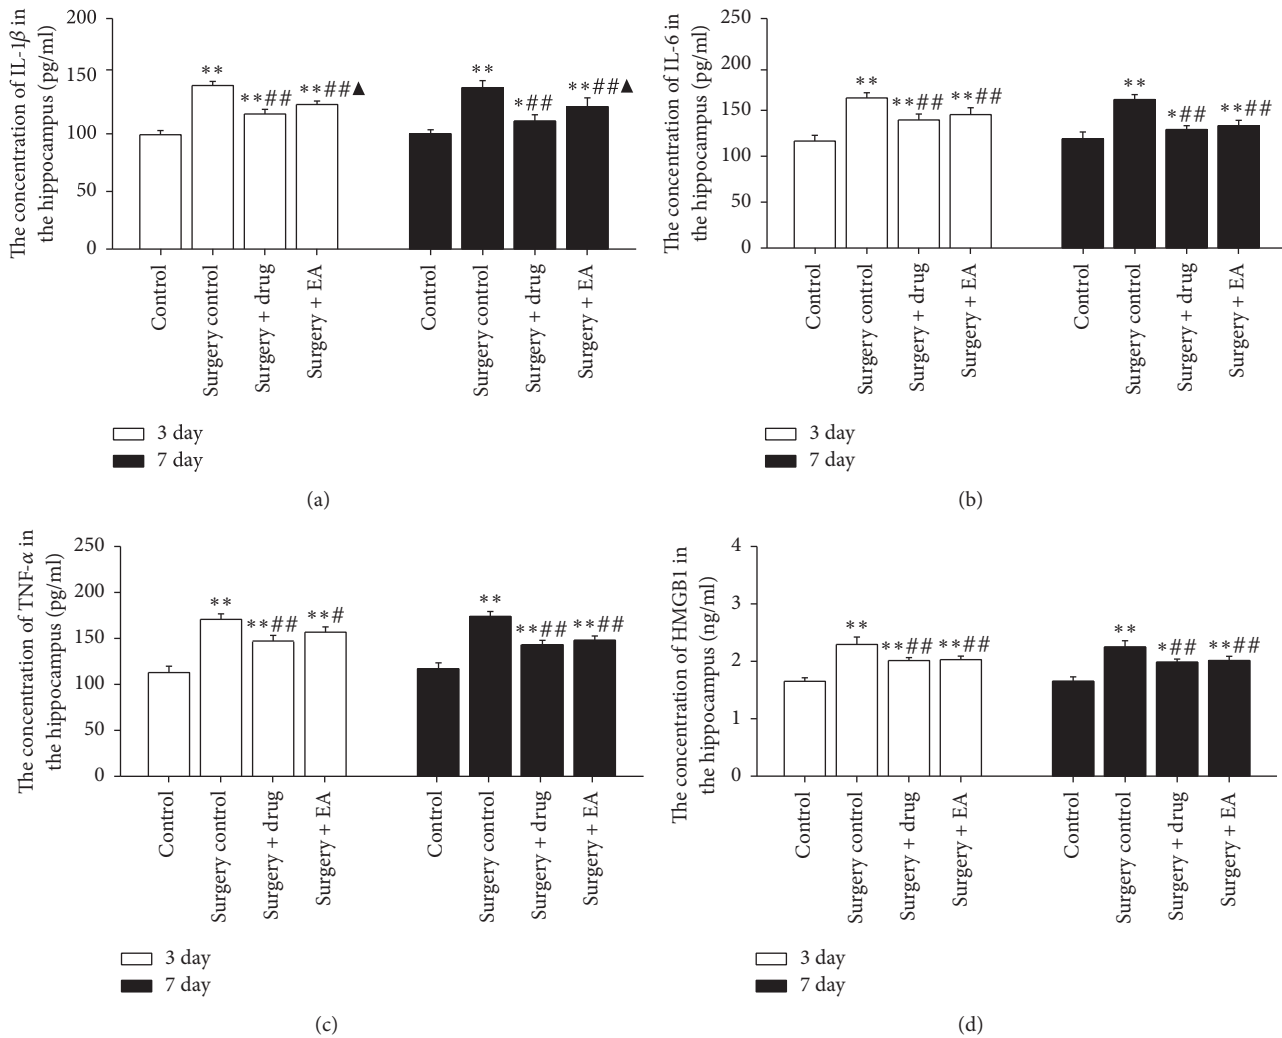 The concentration of IL-1β in
the hippocampus (pg/ml)
200
150
100
50
0
**
**##
**##▲
**
*##
**##▲
Control
Surgery control
Surgery + drug
Surgery + EA
Control
Surgery control
Surgery + drug
Surgery + EA
3 day
7 day
(a)
The concentration of IL-6 in
the hippocampus (pg/ml)
250
200
150
100
50
0
**
**##
**##
**
*##
**##
Control
Surgery control
Surgery + drug
Surgery + EA
Control
Surgery control
Surgery + drug
Surgery + EA
3 day
7 day
(b)
The concentration of TNF-α in
the hippocampus (pg/ml)
250
200
150
100
50
0
**
**##
**#
**
**##
**##
Control
Surgery control
Surgery + drug
Surgery + EA
Control
Surgery control
Surgery + drug
Surgery + EA
3 day
7 day
(c)
The concentration of HMGB1 in
the hippocampus (ng/ml)
4
3
2
1
0
**
**##
**##
**
*##
**##
Control
Surgery control
Surgery + drug
Surgery + EA
Control
Surgery control
Surgery + drug
Surgery + EA
3 day
7 day
(d)